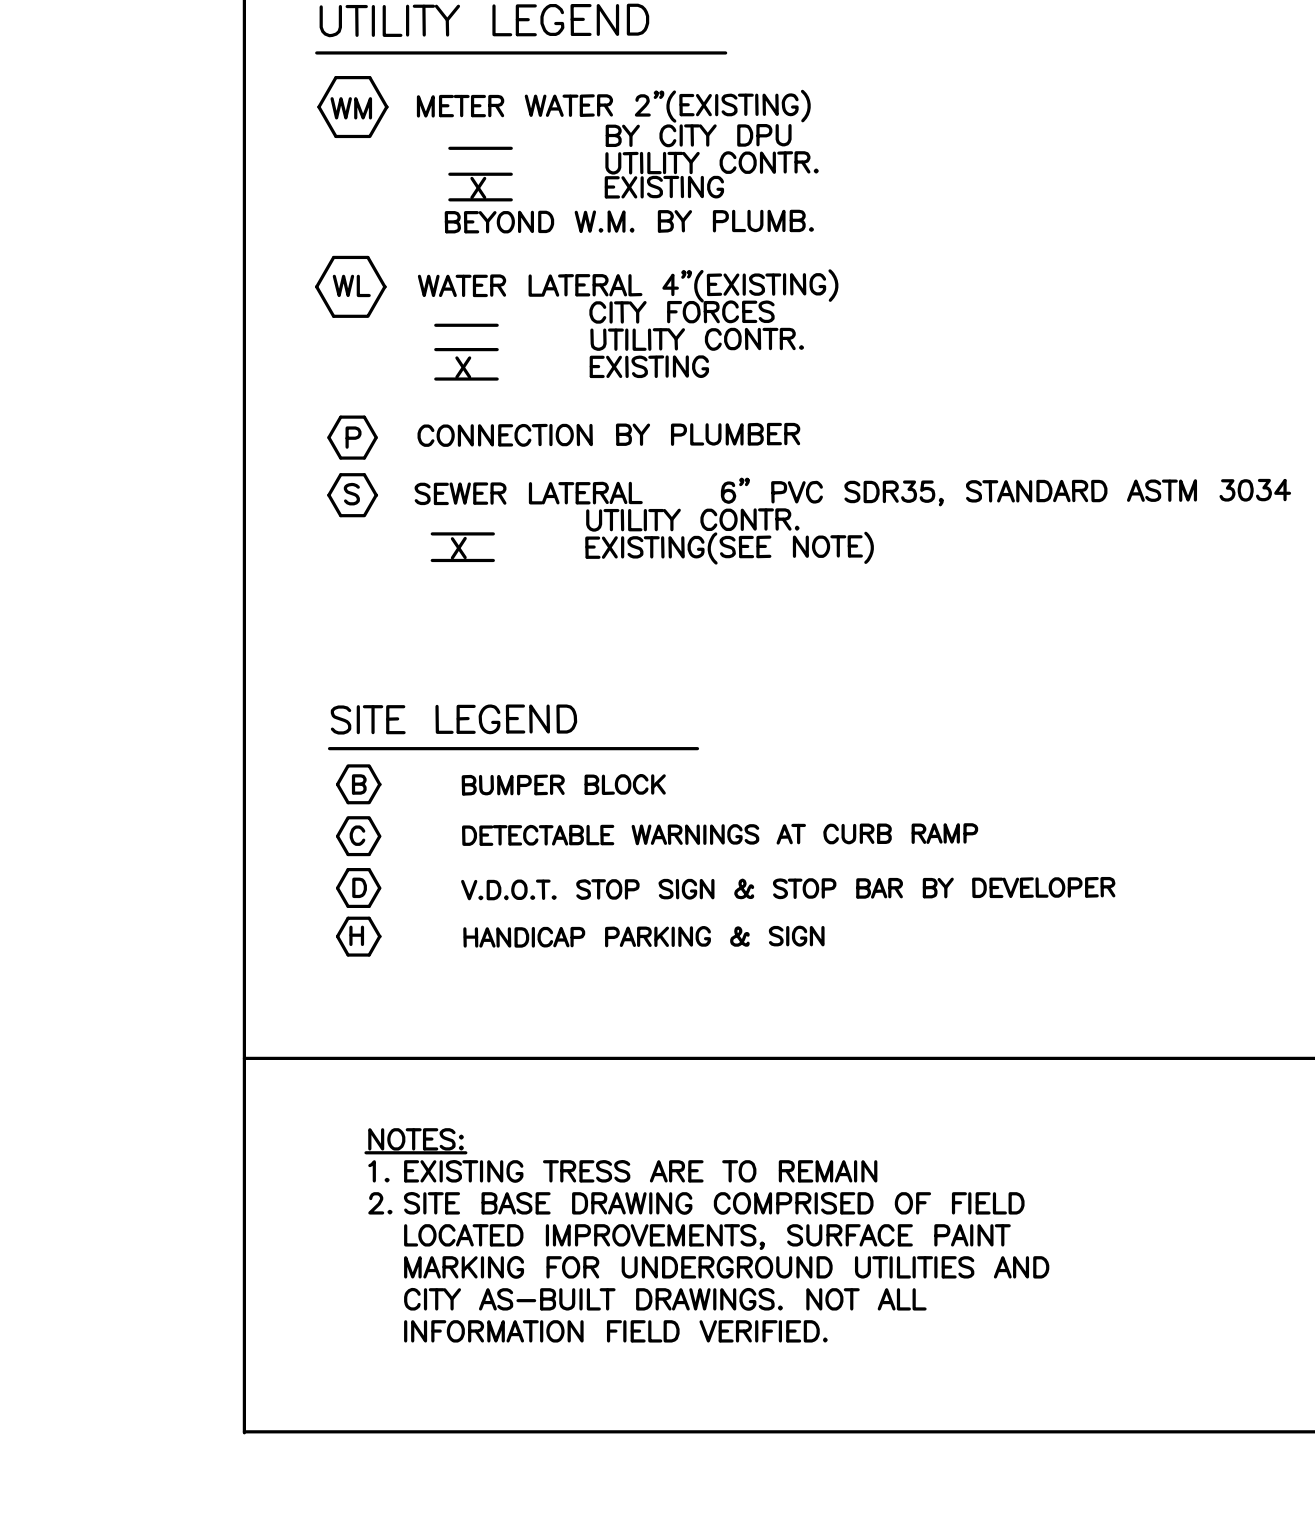 UTILITY LEGEND
WM METER WATER 2"(EXISTING)
BY CITY DPU
UTILITY CONTR.
X EXISTING
BEYOND W.M. BY PLUMB.
WL WATER LATERAL 4"(EXISTING)
CITY FORCES
UTILITY CONTR.
X EXISTING
P CONNECTION BY PLUMBER
S SEWER LATERAL 6" PVC SDR35, STANDARD ASTM 3034
UTILITY CONTR.
X EXISTING(SEE NOTE)
SITE LEGEND
B BUMPER BLOCK
C DETECTABLE WARNINGS AT CURB RAMP
D V.D.O.T. STOP SIGN & STOP BAR BY DEVELOPER
H HANDICAP PARKING & SIGN
NOTES:
1. EXISTING TRESS ARE TO REMAIN
2. SITE BASE DRAWING COMPRISED OF FIELD
LOCATED IMPROVEMENTS, SURFACE PAINT
MARKING FOR UNDERGROUND UTILITIES AND
CITY AS-BUILT DRAWINGS. NOT ALL
INFORMATION FIELD VERIFIED.